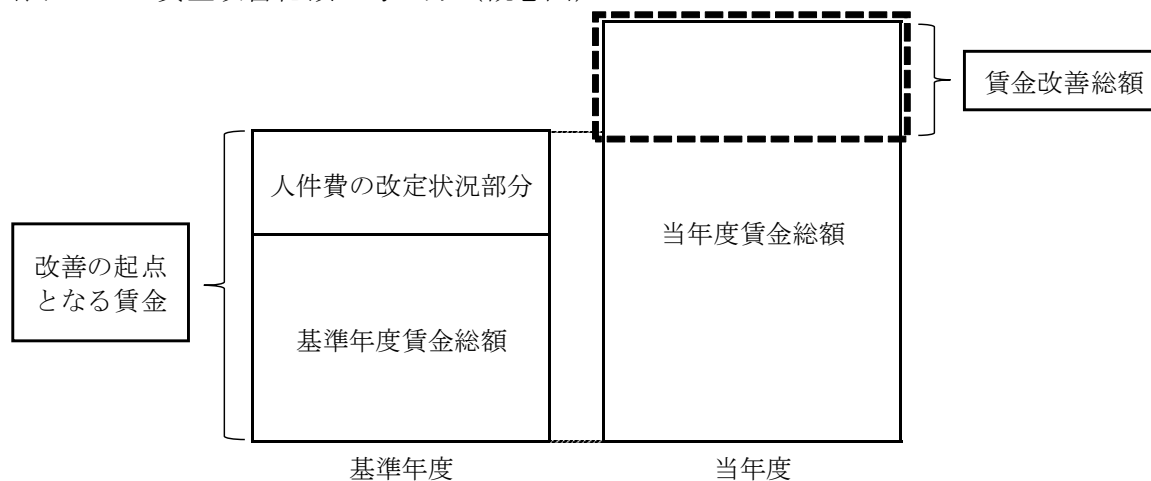 賃金改善総額
人件費の改定状況部分
当年度賃金総額
改善の起点
となる賃金
基準年度賃金総額
基準年度
当年度